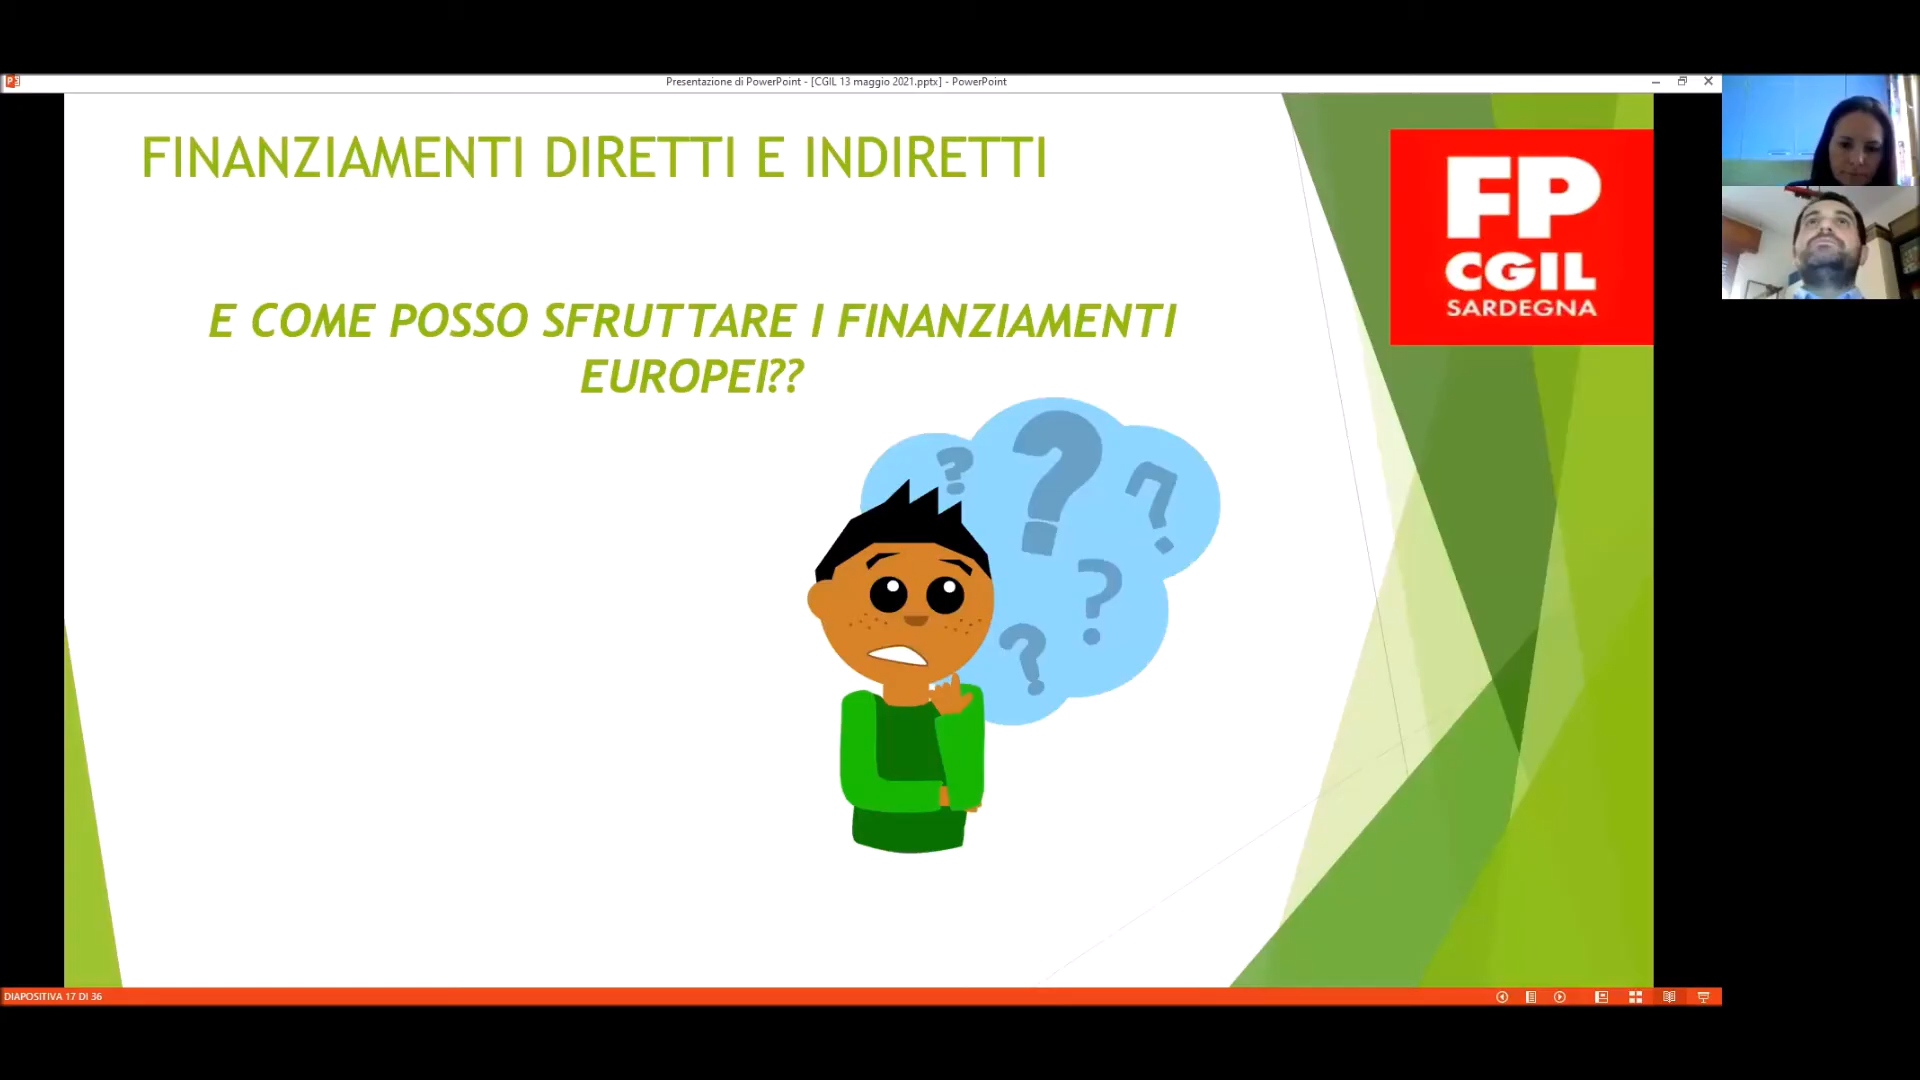 Presentazione di PowerPoint - [CGIL 13 maggio 2021.pptx] - PowerPoint
FINANZIAMENTI DIRETTI E INDIRETTI
FP
CGIL
SARDEGNA
E COME POSSO SFRUTTARE I FINANZIAMENTI
EUROPEI??
?
?
?
?
?
DIAPOSITIVA 17 DI 36